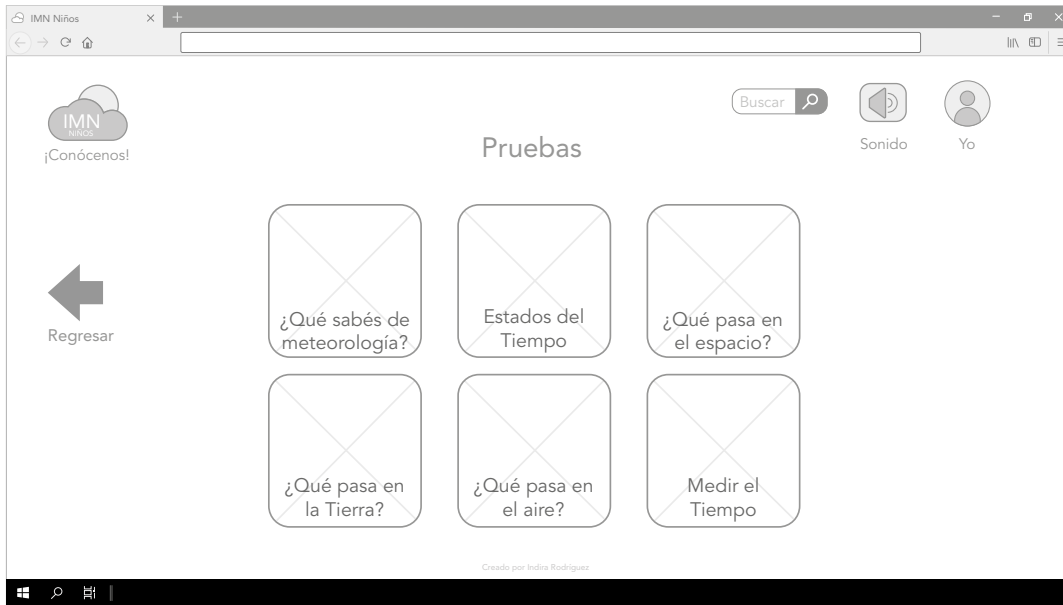 IMN Niños
Buscar
IMN
NIÑOS
¡Conócenos!
Pruebas
Sonido
Yo
Regresar
¿Qué sabés de
meteorología?
Estados del
Tiempo
¿Qué pasa en
el espacio?
¿Qué pasa en
la Tierra?
¿Qué pasa en
el aire?
Medir el
Tiempo
Creado por Indira Rodríguez